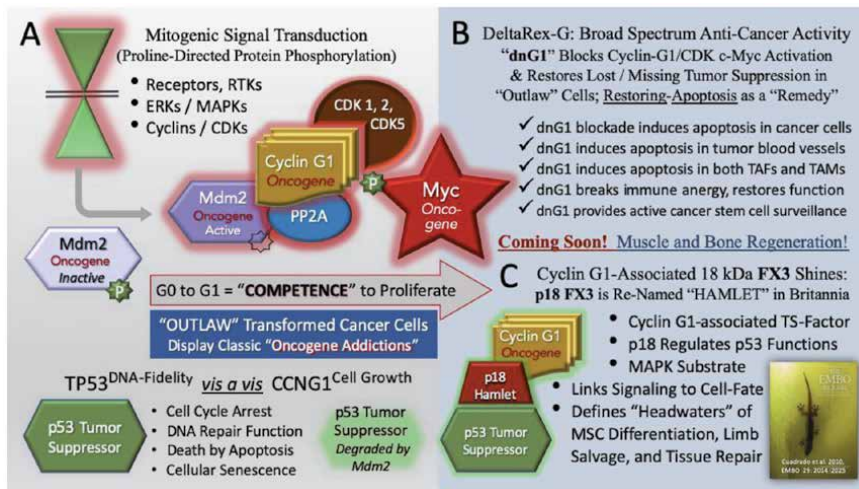 A
Mitogenic Signal Transduction
(Proline-Directed Protein Phosphorylation)
• Receptors, RTKs
• ERKs / MAPKs
• Cyclins / CDKs
CDK 1, 2,
CDK5
Cyclin G1
Oncogene
P
Myc
Onco-
gene
Mdm2
Oncogene
Active
PP2A
Mdm2
Oncogene
Inactive
P
G0 to G1 = “COMPETENCE” to Proliferate
“OUTLAW” Transformed Cancer Cells
Display Classic “Oncogene Addictions”
TP53DNA-Fidelity vis a vis CCNG1Cell Growth
p53 Tumor
Suppressor
• Cell Cycle Arrest
• DNA Repair Function
• Death by Apoptosis
• Cellular Senescence
p53 Tumor
Suppressor
Degraded by
Mdm2
B
DeltaRex-G: Broad Spectrum Anti-Cancer Activity
“dnG1” Blocks Cyclin-G1/CDK c-Myc Activation
& Restores Lost / Missing Tumor Suppression in
“Outlaw” Cells; Restoring-Apoptosis as a “Remedy”
✓ dnG1 blockade induces apoptosis in cancer cells
✓ dnG1 induces apoptosis in tumor blood vessels
✓ dnG1 induces apoptosis in both TAFs and TAMs
✓ dnG1 breaks immune anergy, restores function
✓ dnG1 provides active cancer stem cell surveillance
Coming Soon! Muscle and Bone Regeneration!
C
Cyclin G1-Associated 18 kDa FX3 Shines:
p18 FX3 is Re-Named “HAMLET” in Britannia
Cyclin G1
Oncogene
p18
Hamlet
p53 Tumor
Suppressor
• Cyclin G1-associated TS-Factor
• p18 Regulates p53 Functions
• MAPK Substrate
• Links Signaling to Cell-Fate
• Defines “Headwaters” of
MSC Differentiation, Limb
Salvage, and Tissue Repair
EMBO
Cuadrado et al. 2010,
EMBO 29: 2014-2025